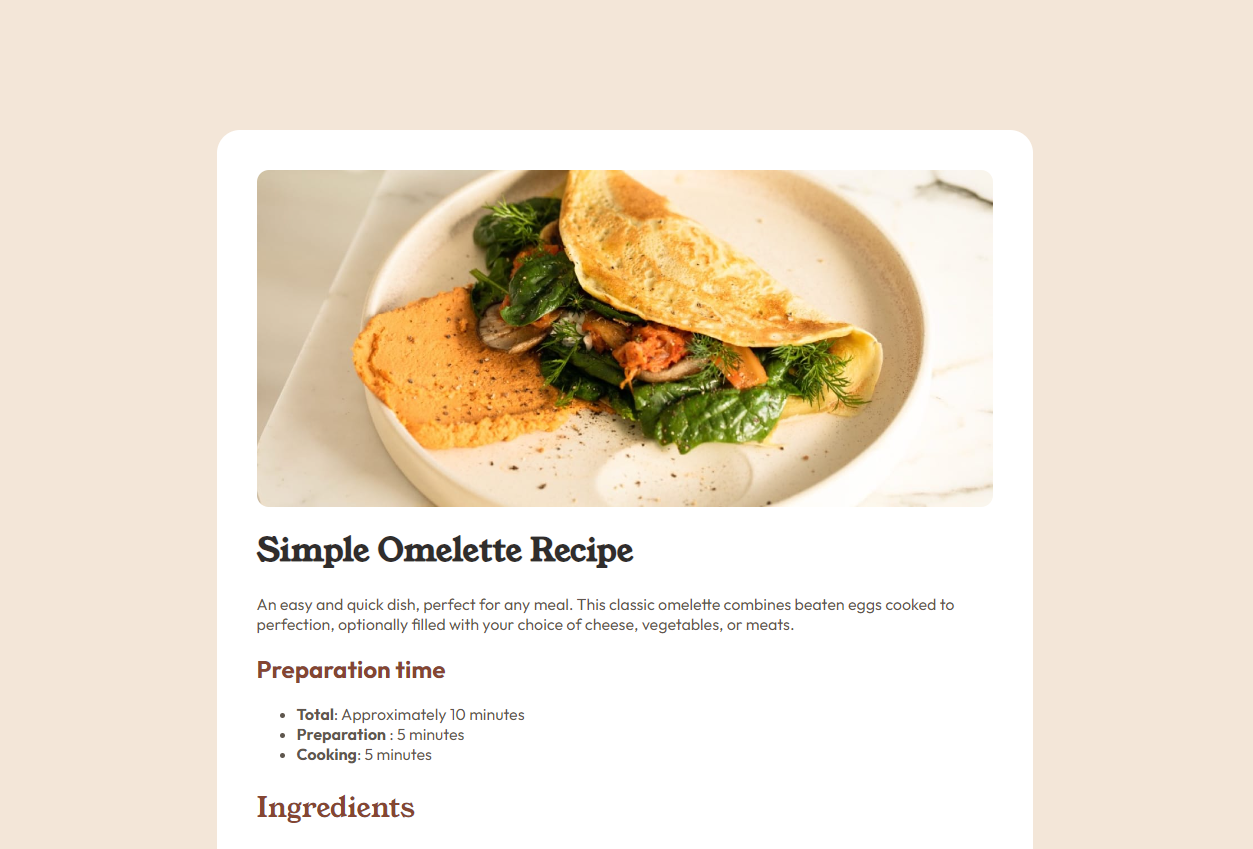 Simple Omelette Recipe
An easy and quick dish, perfect for any meal. This classic omelette combines beaten eggs cooked to
perfection, optionally filled with your choice of cheese, vegetables, or meats.
Preparation time
Total: Approximately 10 minutes
Preparation : 5 minutes
Cooking: 5 minutes
Ingredients